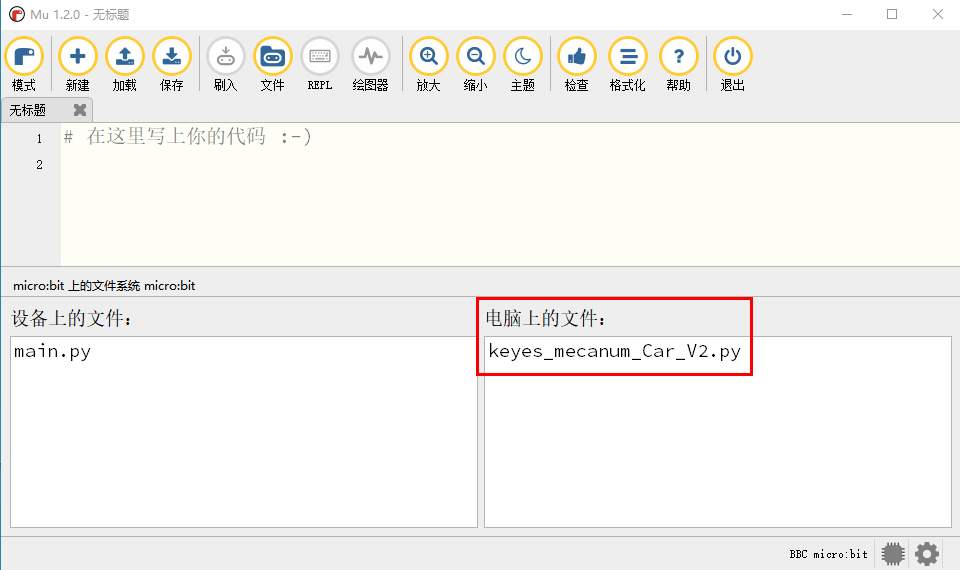 Mu 1.2.0 - 无标题
模式 新建 加载 保存 刷入 文件 REPL 绘图器 放大 缩小 主题 检查 格式化 帮助 退出
无标题
1 # 在这里写上你的代码 :-)
2
micro:bit 上的文件系统 micro:bit
设备上的文件: 电脑上的文件:
main.py keyes_mecanum_Car_V2.py
BBC micro:bit